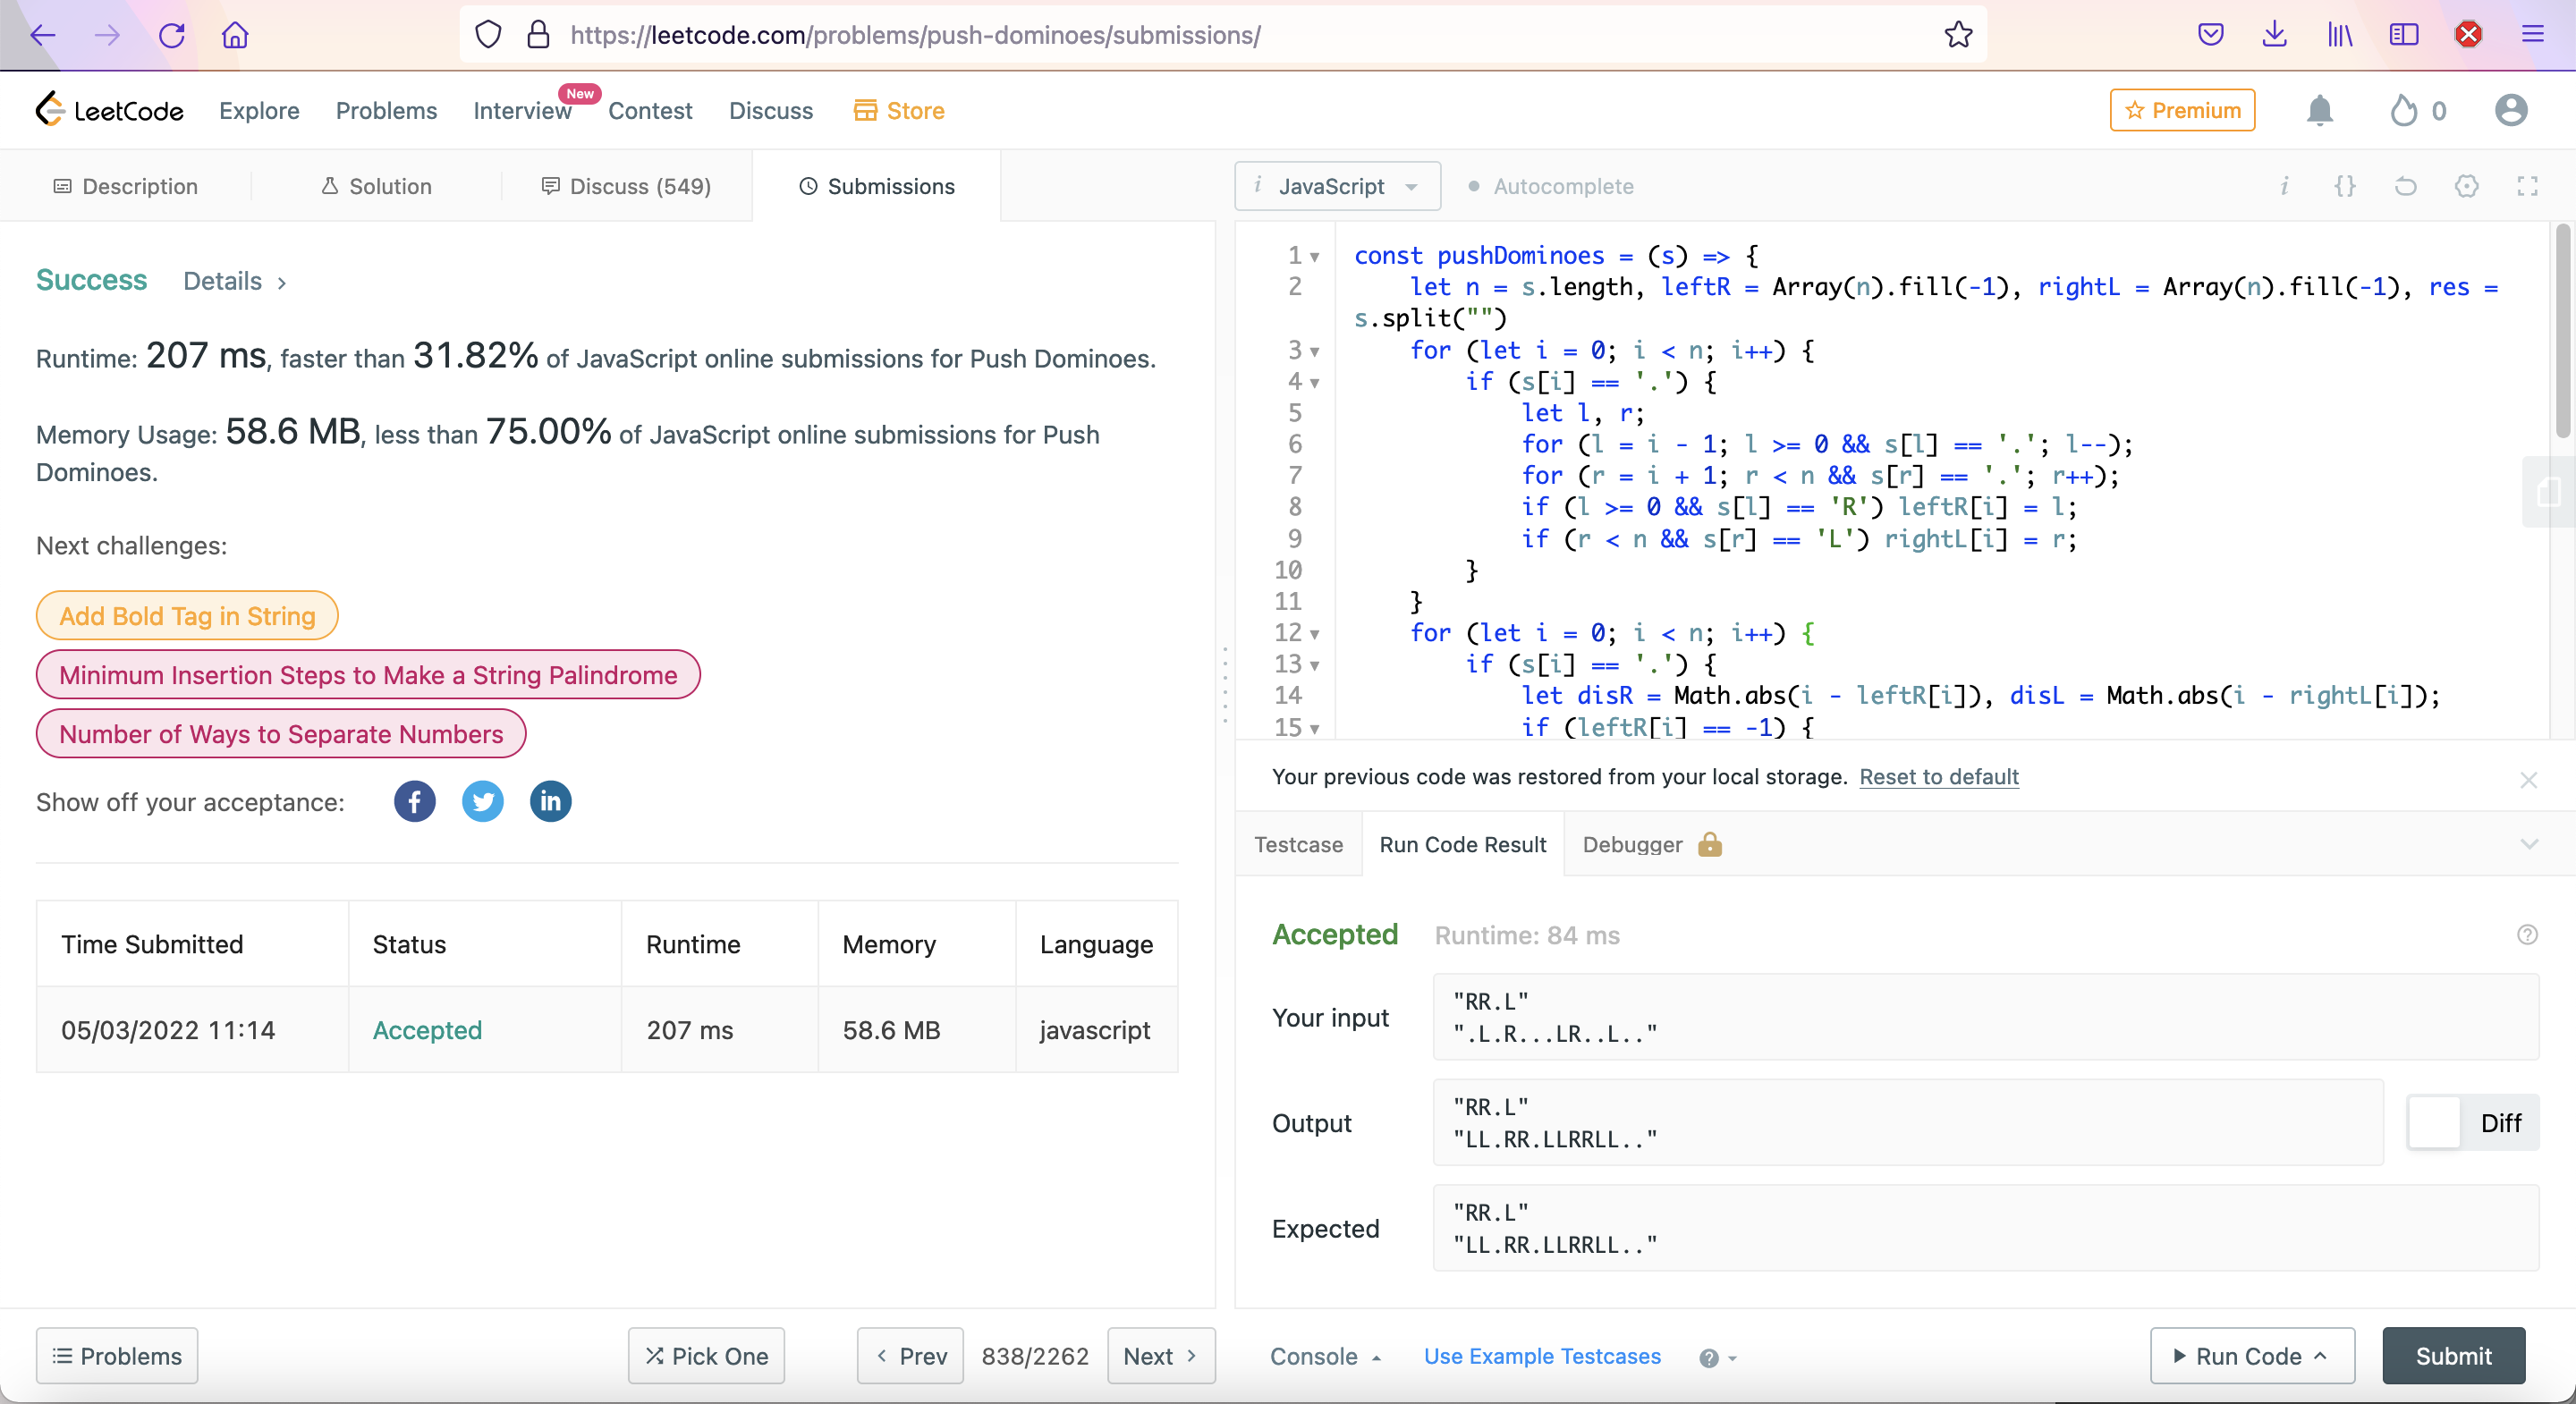 https://leetcode.com/problems/push-dominoes/submissions/
LeetCode Explore Problems Interview New Contest Discuss Store Premium 0
Description Solution Discuss (549) Submissions
Success Details >
Runtime: 207 ms, faster than 31.82% of JavaScript online submissions for Push Dominoes.
Memory Usage: 58.6 MB, less than 75.00% of JavaScript online submissions for Push
Dominoes.
Next challenges:
Add Bold Tag in String
Minimum Insertion Steps to Make a String Palindrome
Number of Ways to Separate Numbers
Show off your acceptance: f in
Time Submitted Status Runtime Memory Language
05/03/2022 11:14 Accepted 207 ms 58.6 MB javascript
Problems Pick One < Prev 838/2262 Next >
i JavaScript Autocomplete i {}
1 const pushDominoes = (s) => {
2 let n = s.length, leftR = Array(n).fill(-1), rightL = Array(n).fill(-1), res =
s.split("")
3 for (let i = 0; i < n; i++) {
4 if (s[i] == '.') {
5 let l, r;
6 for (l = i - 1; l >= 0 && s[l] == '.'; l--);
7 for (r = i + 1; r < n && s[r] == '.'; r++);
8 if (l >= 0 && s[l] == 'R') leftR[i] = l;
9 if (r < n && s[r] == 'L') rightL[i] = r;
10 }
11 }
12 for (let i = 0; i < n; i++) {
13 if (s[i] == '.') {
14 let disR = Math.abs(i - leftR[i]), disL = Math.abs(i - rightL[i]);
15 if (leftR[i] == -1) {
Your previous code was restored from your local storage. Reset to default
Testcase Run Code Result Debugger
Accepted Runtime: 84 ms ?
Your input
"RR.L"
".L.R...LR..L.."
Output
"RR.L"
"LL.RR.LLRRLL.."
Diff
Expected
"RR.L"
"LL.RR.LLRRLL.."
Console Use Example Testcases ? Run Code Submit